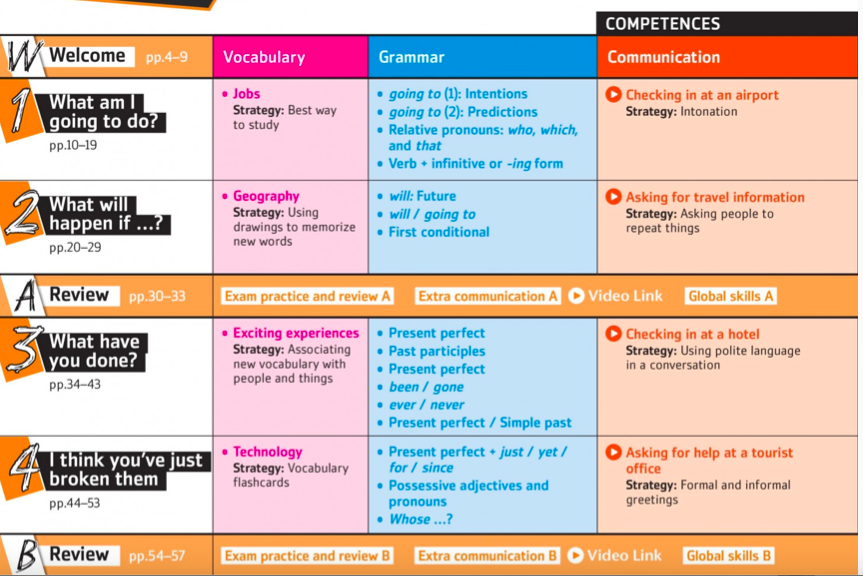 COMPETENCES
W Welcome pp.4–9
Vocabulary
Grammar
Communication
1 What am I
going to do?
pp.10–19
• Jobs
Strategy: Best way
to study
• going to (1): Intentions
• going to (2): Predictions
• Relative pronouns: who, which,
and that
• Verb + infinitive or -ing form
Checking in at an airport
Strategy: Intonation
2 What will
happen if ...?
pp.20–29
• Geography
Strategy: Using
drawings to memorize
new words
• will: Future
• will / going to
• First conditional
Asking for travel information
Strategy: Asking people to
repeat things
A Review pp.30–33
Exam practice and review A
Extra communication A
Video Link
Global skills A
3 What have
you done?
pp.34–43
• Exciting experiences
Strategy: Associating
new vocabulary with
people and things
• Present perfect
• Past participles
• Present perfect
• been / gone
• ever / never
• Present perfect / Simple past
Checking in at a hotel
Strategy: Using polite language
in a conversation
4 I think you've just
broken them
pp.44–53
• Technology
Strategy: Vocabulary
flashcards
• Present perfect + just / yet /
for / since
• Possessive adjectives and
pronouns
• Whose ...?
Asking for help at a tourist
office
Strategy: Formal and informal
greetings
B Review pp.54–57
Exam practice and review B
Extra communication B
Video Link
Global skills B